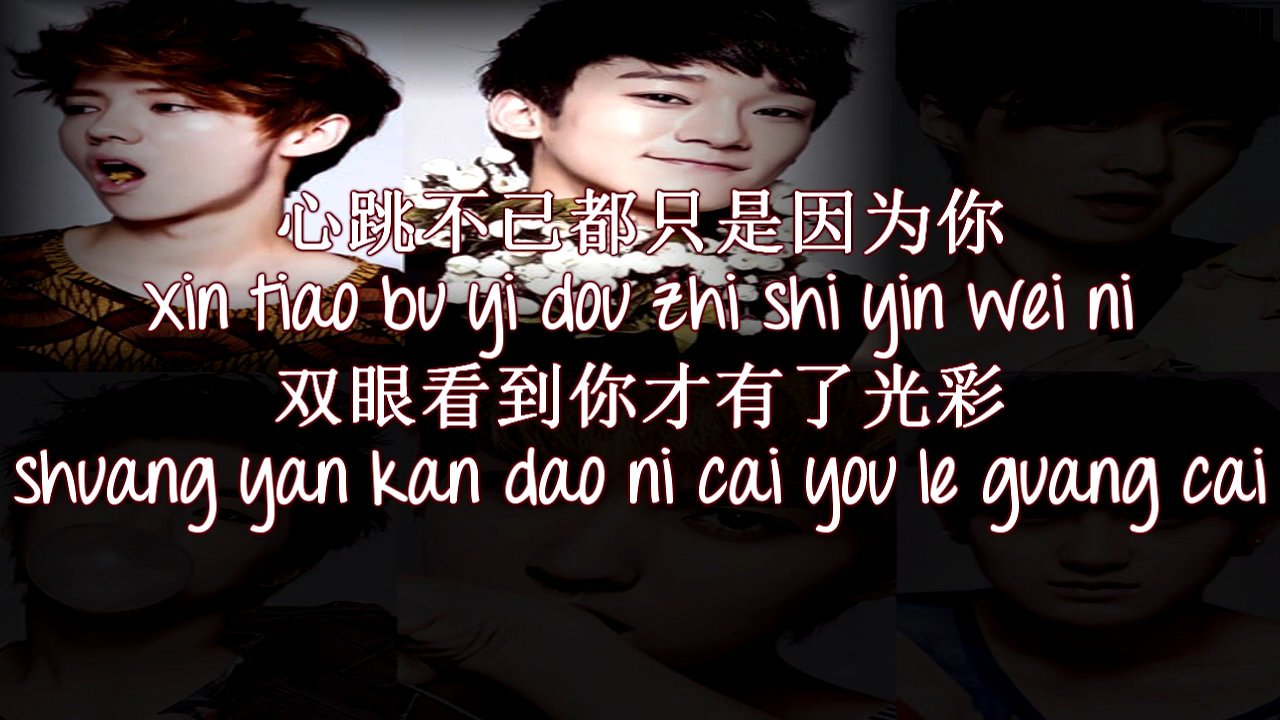 心跳不已都只是因为你
xin tiao bu yi dou zhi shi yin wei ni
双眼看到你才有了光彩
shuang yan kan dao ni cai you le guang cai